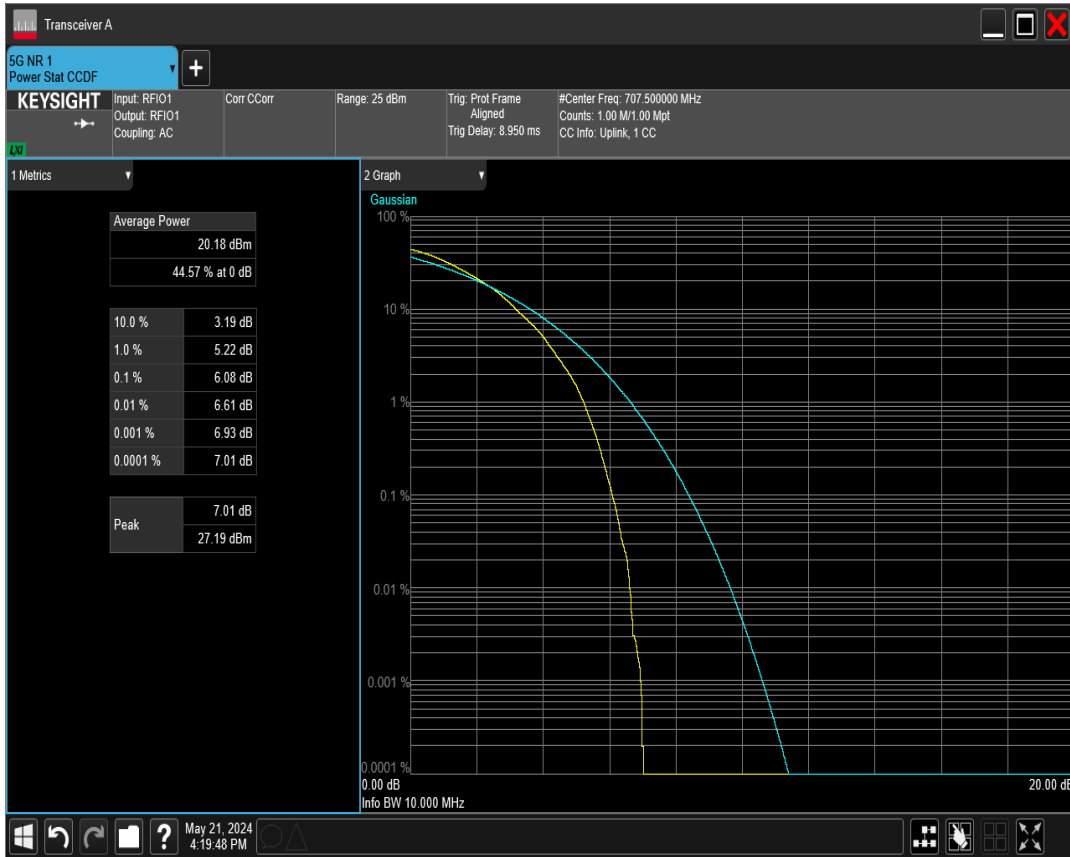 Transceiver A
5G NR 1
Power Stat CCDF
KEYSIGHT
LXI
Input: RFIO1
Output: RFIO1
Coupling: AC
Corr CCorr
Range: 25 dBm
Trig: Prot Frame
Aligned
Trig Delay: 8.950 ms
#Center Freq: 707.500000 MHz
Counts: 1.00 M/1.00 Mpt
CC Info: Uplink, 1 CC
1 Metrics
Average Power
20.18 dBm
44.57 % at 0 dB
10.0 % 3.19 dB
1.0 % 5.22 dB
0.1 % 6.08 dB
0.01 % 6.61 dB
0.001 % 6.93 dB
0.0001 % 7.01 dB
Peak
7.01 dB
27.19 dBm
2 Graph
Gaussian
100 %
10 %
1 %
0.1 %
0.01 %
0.001 %
0.0001 %
0.00 dB 20.00 dB
Info BW 10.000 MHz
?
May 21, 2024
4:19:48 PM